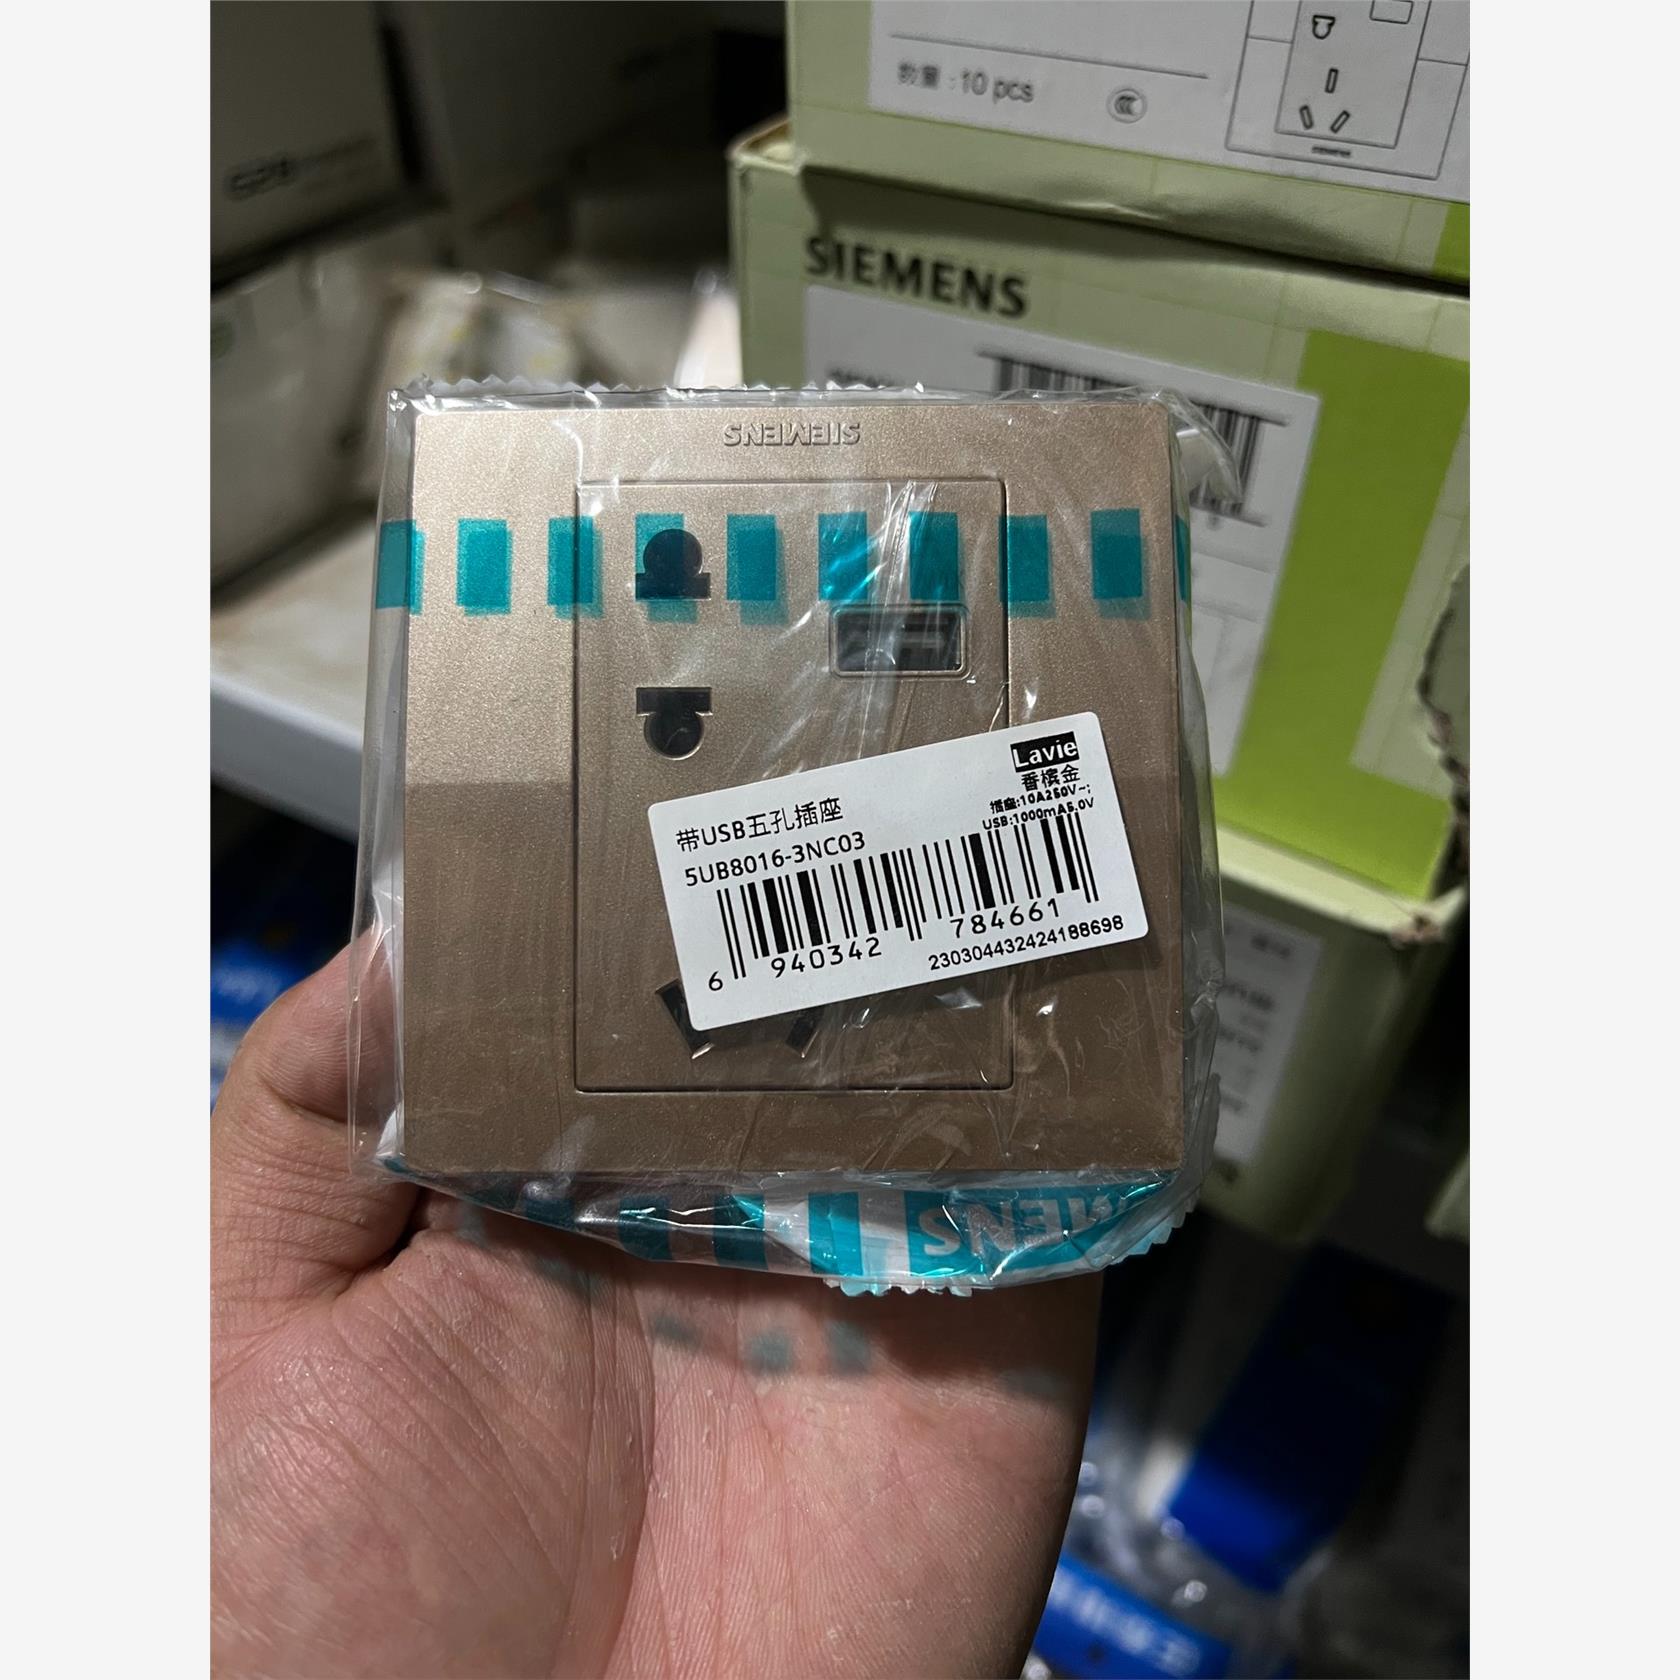 数量：10 pcs
SIEMENS
SIEMENS
Lavie
香槟金
插座:10A250V~;
USB:1000mA5.0V
带USB五孔插座
5UB8016-3NC03
6 940342 784661
230304432424188698
SIEMENS